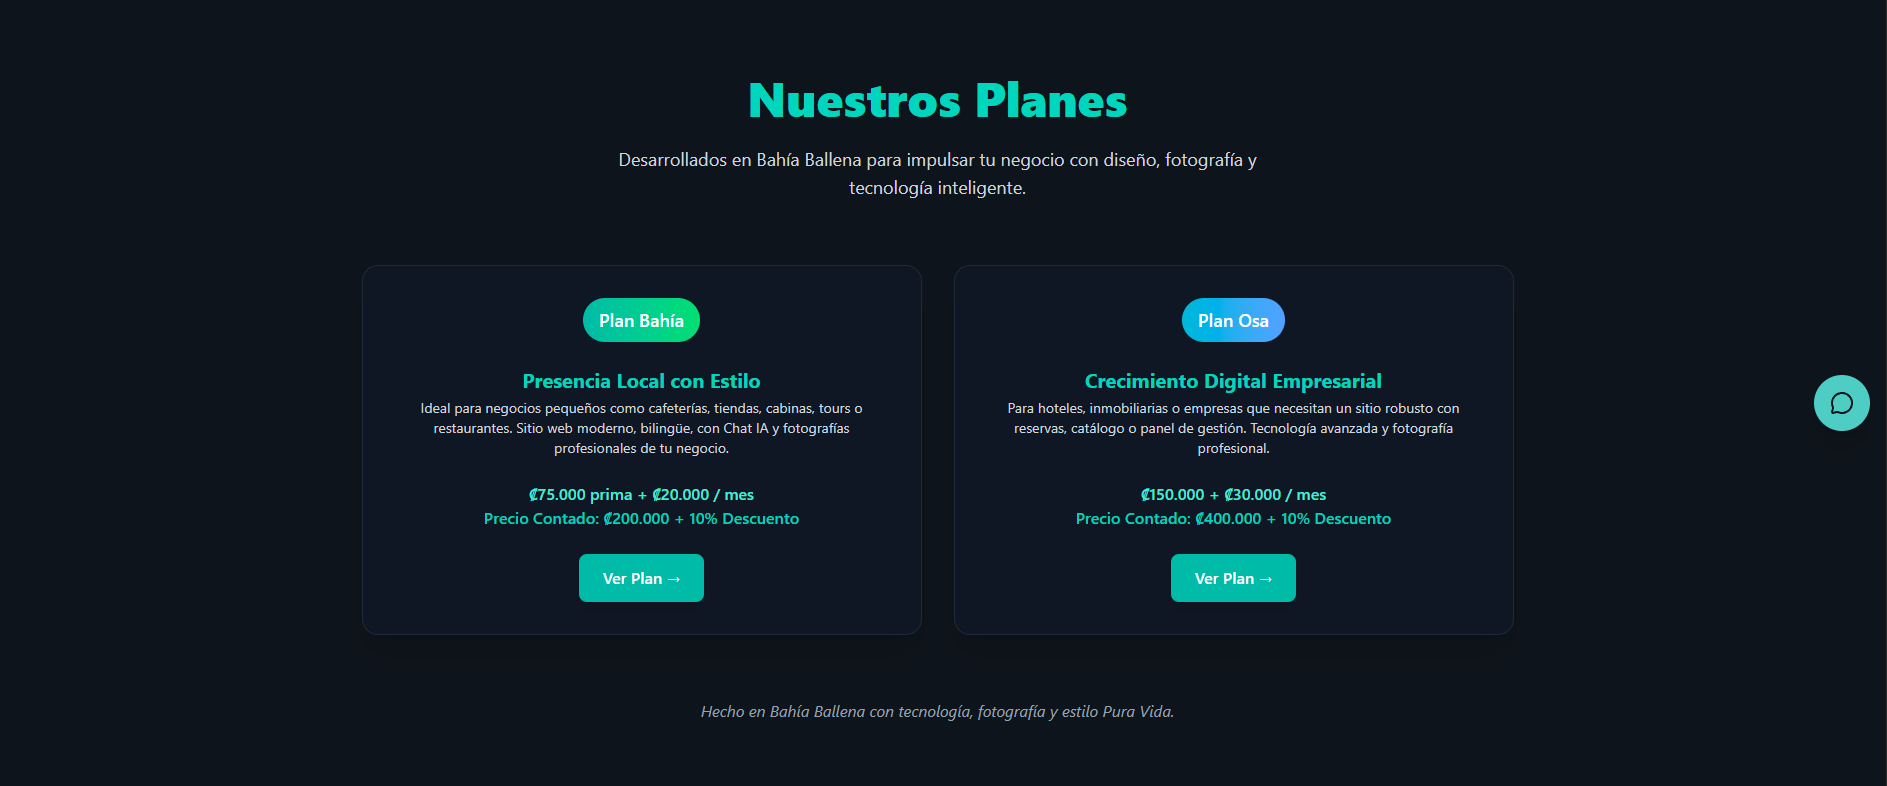 Nuestros Planes
Desarrollados en Bahía Ballena para impulsar tu negocio con diseño, fotografía y
tecnología inteligente.
Plan Bahía
Presencia Local con Estilo
Ideal para negocios pequeños como cafeterías, tiendas, cabinas, tours o
restaurantes. Sitio web moderno, bilingüe, con Chat IA y fotografías
profesionales de tu negocio.
₡75.000 prima + ₡20.000 / mes
Precio Contado: ₡200.000 + 10% Descuento
Ver Plan →
Plan Osa
Crecimiento Digital Empresarial
Para hoteles, inmobiliarias o empresas que necesitan un sitio robusto con
reservas, catálogo o panel de gestión. Tecnología avanzada y fotografía
profesional.
₡150.000 + ₡30.000 / mes
Precio Contado: ₡400.000 + 10% Descuento
Ver Plan →
Hecho en Bahía Ballena con tecnología, fotografía y estilo Pura Vida.